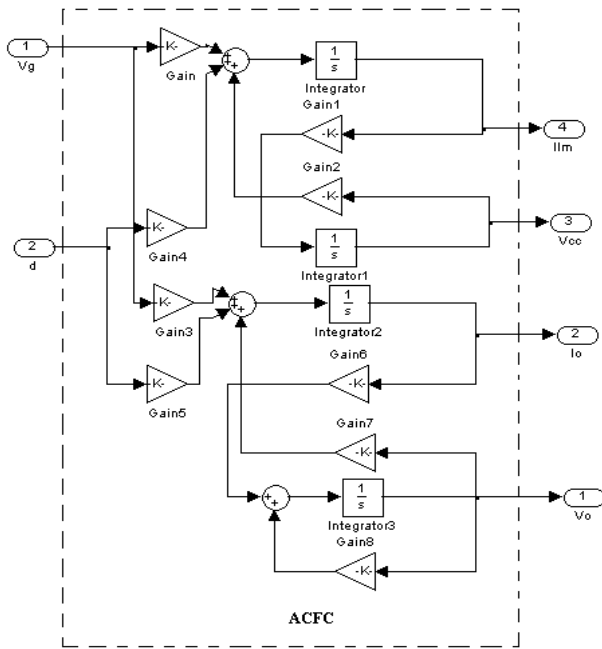 1
Vg
K-
Gain
+
+
+
1
s
Integrator
Gain1
-K-
4
Ilm
Gain2
-K-
3
Vcc
K-
Gain4
2
d
1
s
Integrator1
K-
Gain3
+
+
+
1
s
Integrator2
2
Io
K-
Gain5
Gain6
-K-
Gain7
-K-
+
+
1
s
Integrator3
1
Vo
Gain8
-K-
ACFC